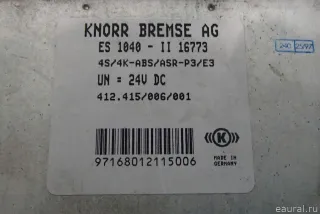 KNORR BREMSE AG
ES 1040 - II 16773
4S/4K-ABS/ASR-P3/E3
UN = 24V DC
412.415/006/001
K
MADE IN
GERMANY
97168012115006
eaural.ru